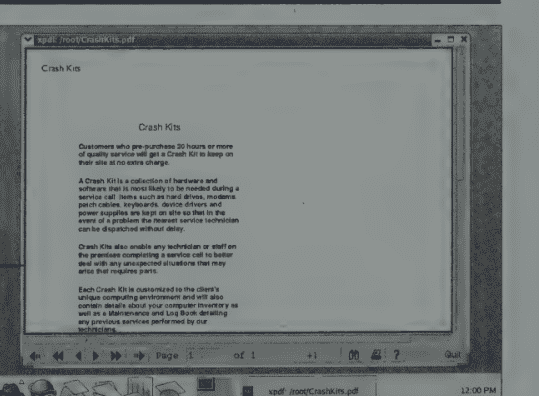 xpdf: /root/CrashKits.pdf
Crash Kits
Crash Kits
Customers who pre-purchase 20 hours or more
of quality service will get a Crash Kit to keep on
their site at no extra charge.
A Crash Kit is a collection of hardware and
software that is most likely to be needed during a
service call. Items such as hard drives, modems
patch cables, keyboards, device drivers and
power supplies are kept on site so that in the
event of a problem the nearest service technician
can be dispatched without delay.
Crash Kits also enable any technician or staff on
the premises completing a service call to better
deal with any unexpected situations that may
arise that requires parts.
Each Crash Kit is customized to the client's
unique computing environment and will also
contain details about your computer inventory as
well as a Maintenance and Log Book detailing
any previous services performed by our
technicians.
Page 1 of 1 ? Quit
xpdf: /root/CrashKits.pdf 12:00 PM